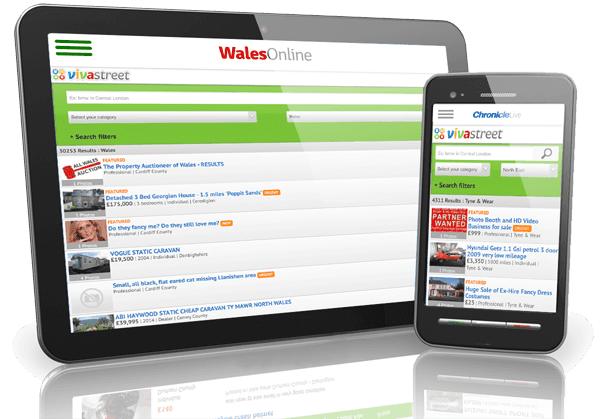 WalesOnline
vivastreet
Ex: bmw in Central London
Select your category
Wales
+ Search filters
30253 Results : Wales
ALL WALES
AUCTION
FEATURED
The Property Auctioneer of Wales - RESULTS
Professional | Cardiff County
FEATURED
Detached 3 Bed Georgian House - 1.5 miles 'Poppit Sands' URGENT
£175,000 | 3 bedrooms | Individual | Ceredigion
FEATURED
Do they fancy me? Do they still love me? NEW
Professional | Cardiff County
VOGUE STATIC CARAVAN
£19,500 | 2004 | Individual | Denbighshire
Small, all black, flat eared cat missing Llanishen area URGENT
Professional | Cardiff County
ABI HAYWOOD STATIC CHEAP CARAVAN TY MAWR NORTH WALES
£39,995 | 2014 | Dealer | Conwy County
ChronicleLive
vivastreet
Ex: bmw in Central London
Select your category
North East
+ Search filters
4311 Results : Tyne & Wear
PARTNER
WANTED
FEATURED
Photo Booth and HD Video
Business for sale URGENT
£999 | Professional | Tyne & Wear
Hyundai Getz 1.1 Gsi petrol 3 door
2009 very low mileage
£3,350 | 5800 miles | Individual |
Tyne & Wear
FEATURED
Huge Sale of Ex-Hire Fancy Dress
Costumes
£25 | Professional | Tyne & Wear